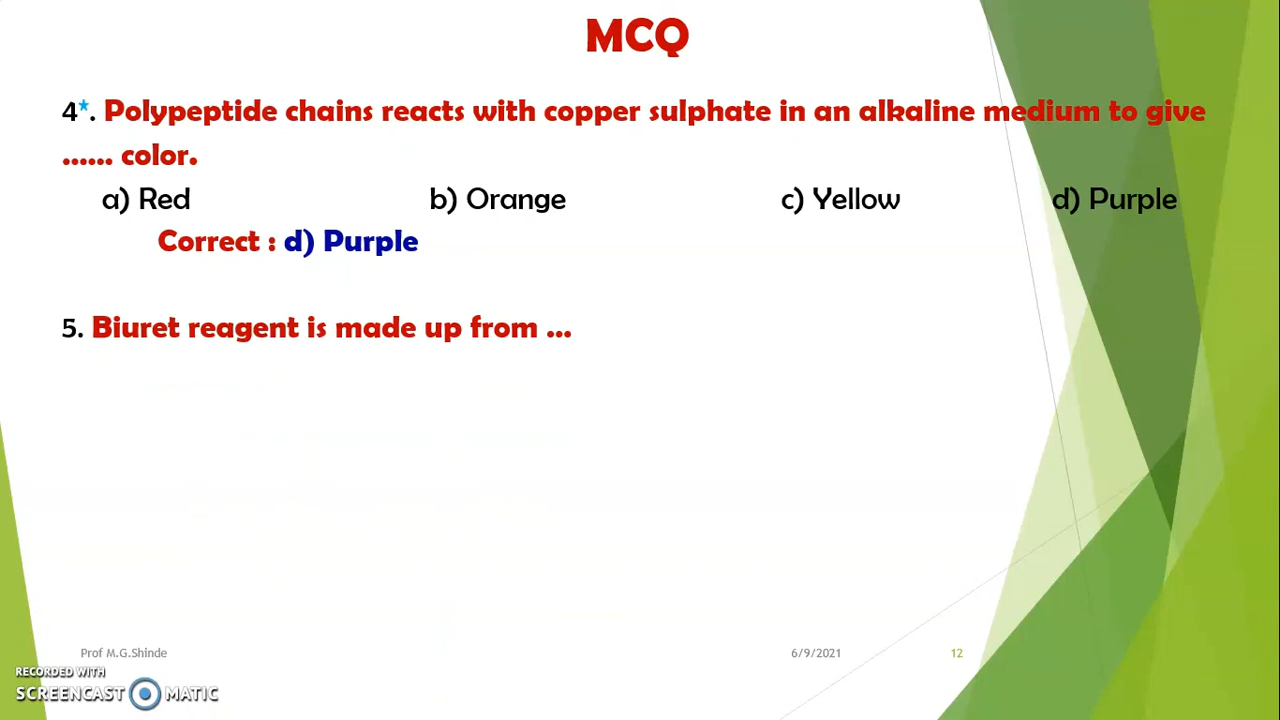 MCQ
4*. Polypeptide chains reacts with copper sulphate in an alkaline medium to give
...... color.
a) Red b) Orange c) Yellow d) Purple
Correct : d) Purple
5. Biuret reagent is made up from ...
Prof M.G.Shinde 6/9/2021 12
RECORDED WITH
SCREENCAST MATIC